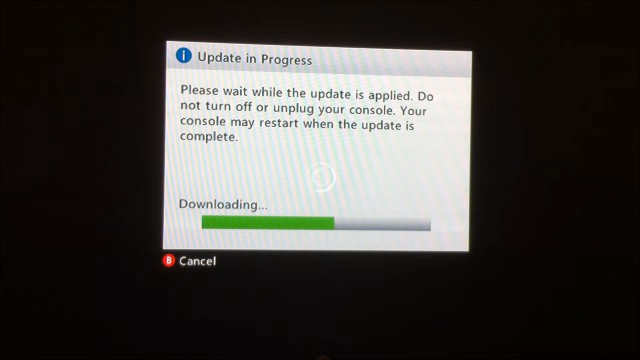 i Update in Progress
Please wait while the update is applied. Do
not turn off or unplug your console. Your
console may restart when the update is
complete.
Downloading...
B Cancel